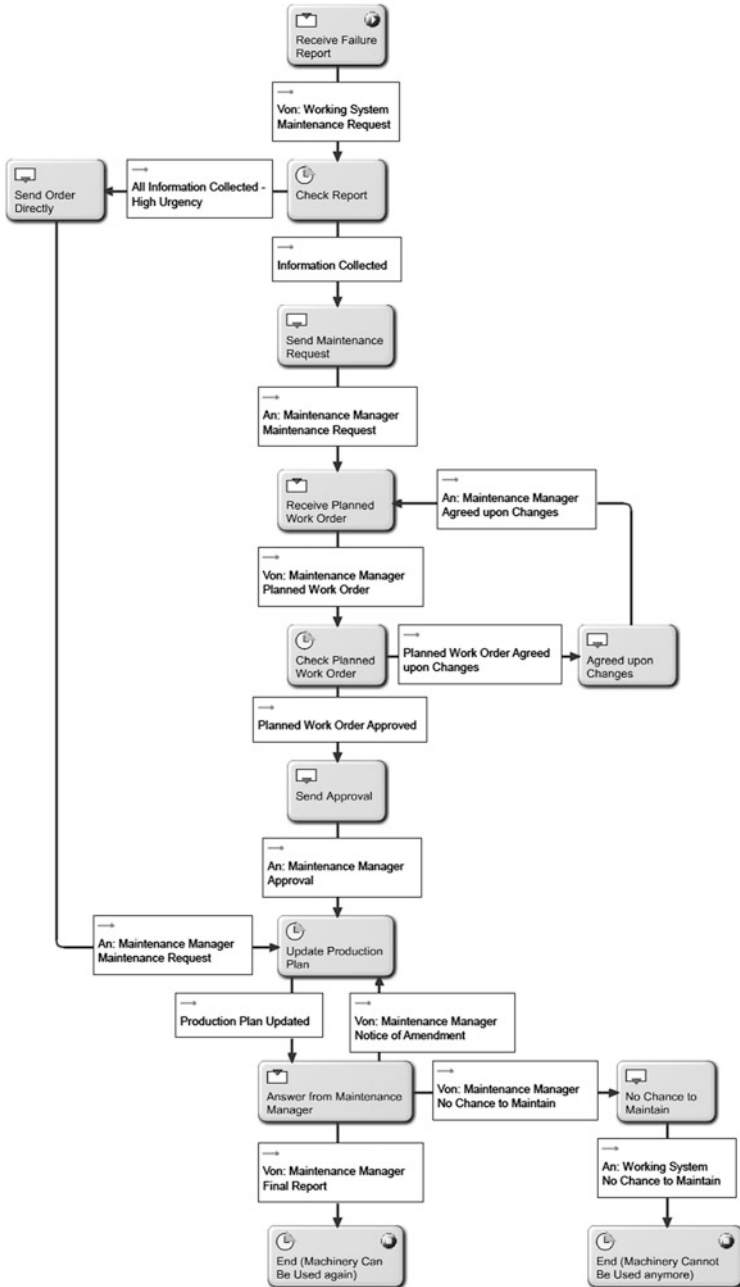 Receive Failure
Report
Von: Working System
Maintenance Request
Send Order
Directly
All Information Collected -
High Urgency
Check Report
Information Collected
Send Maintenance
Request
An: Maintenance Manager
Maintenance Request
Receive Planned
Work Order
An: Maintenance Manager
Agreed upon Changes
Von: Maintenance Manager
Planned Work Order
Check Planned
Work Order
Planned Work Order Agreed
upon Changes
Agreed upon
Changes
Planned Work Order Approved
Send Approval
An: Maintenance Manager
Approval
An: Maintenance Manager
Maintenance Request
Update Production
Plan
Production Plan Updated
Von: Maintenance Manager
Notice of Amendment
Answer from Maintenance
Manager
Von: Maintenance Manager
No Chance to Maintain
No Chance to
Maintain
Von: Maintenance Manager
Final Report
An: Working System
No Chance to Maintain
End (Machinery Can
Be Used again)
End (Machinery Cannot
Be Used anymore)